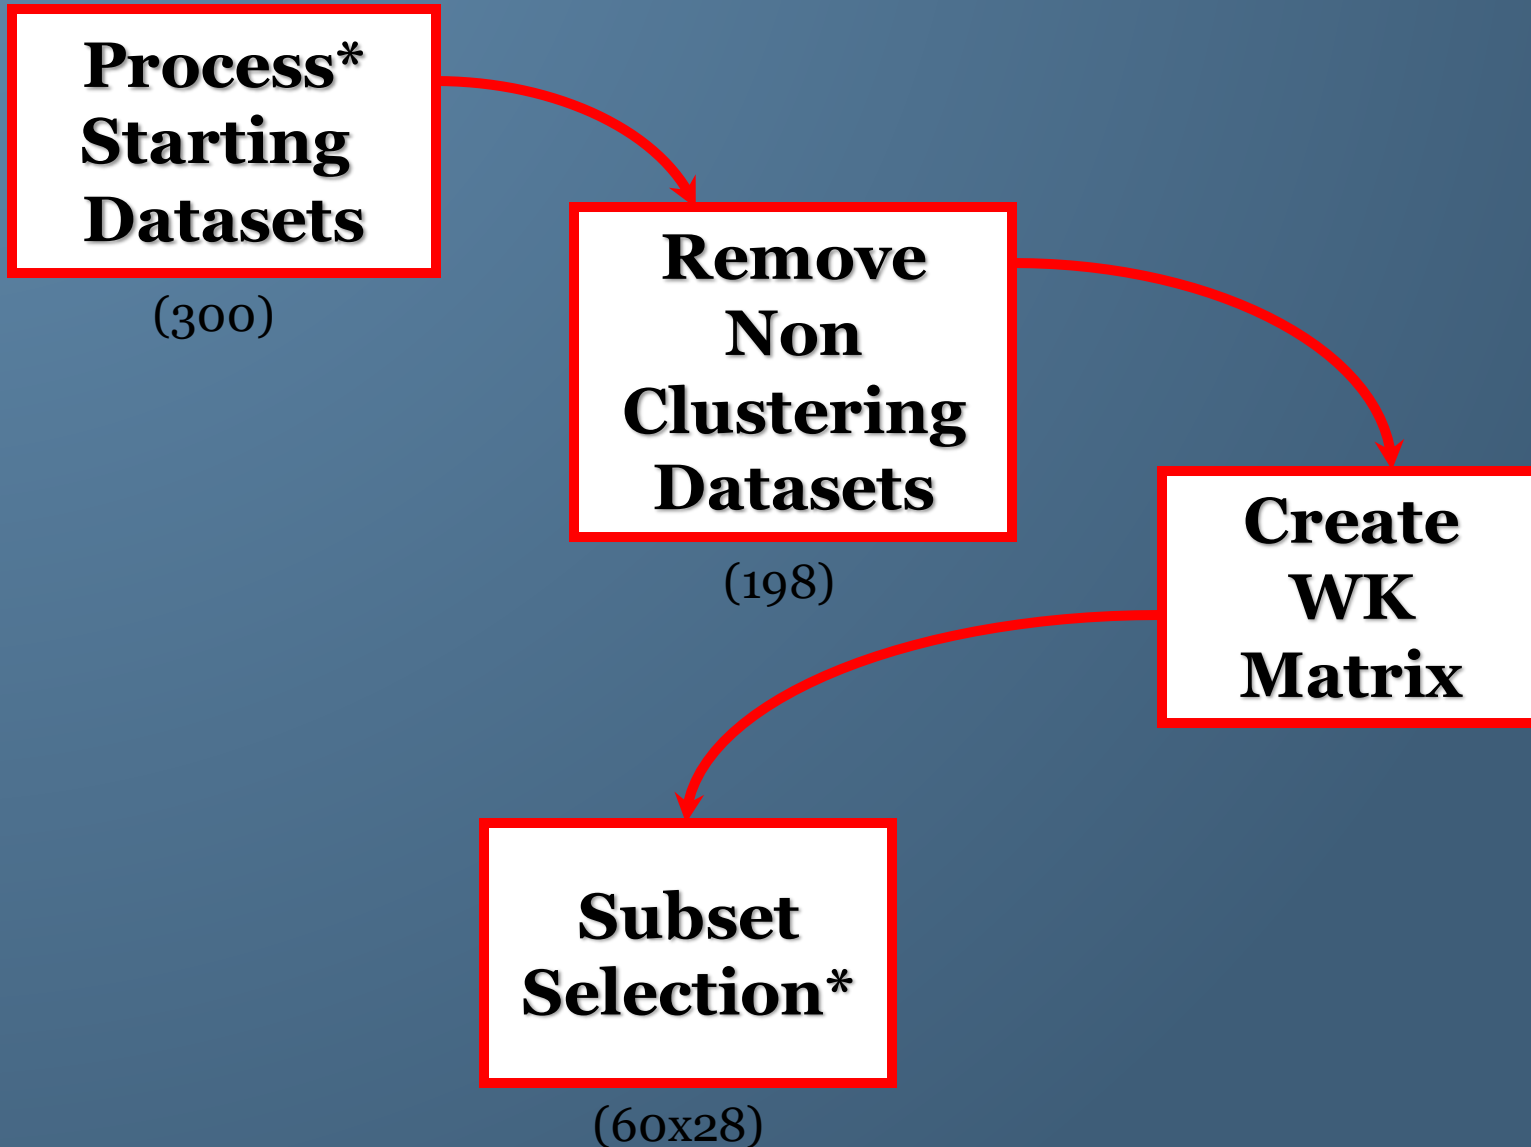 Process*
Starting
Datasets
(300)
Remove
Non
Clustering
Datasets
(198)
Create
WK
Matrix
Subset
Selection*
(60x28)